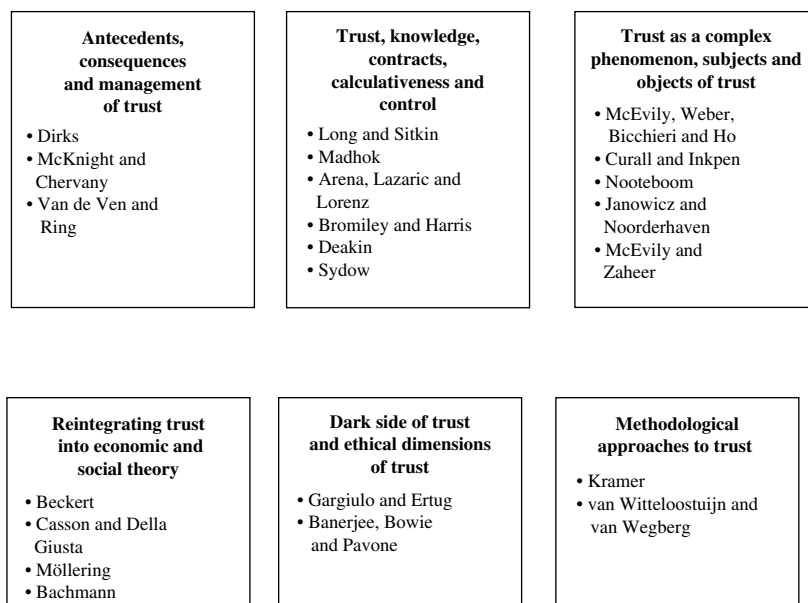 Antecedents,
consequences
and management
of trust
• Dirks
• McKnight and
Chervany
• Van de Ven and
Ring
Trust, knowledge,
contracts,
calculativeness and
control
• Long and Sitkin
• Madhok
• Arena, Lazaric and
Lorenz
• Bromiley and Harris
• Deakin
• Sydow
Trust as a complex
phenomenon, subjects and
objects of trust
• McEvily, Weber,
Bicchieri and Ho
• Curall and Inkpen
• Nooteboom
• Janowicz and
Noorderhaven
• McEvily and
Zaheer
Reintegrating trust
into economic and
social theory
• Beckert
• Casson and Della
Giusta
• Möllering
• Bachmann
Dark side of trust
and ethical dimensions
of trust
• Gargiulo and Ertug
• Banerjee, Bowie
and Pavone
Methodological
approaches to trust
• Kramer
• van Witteloostuijn and
van Wegberg